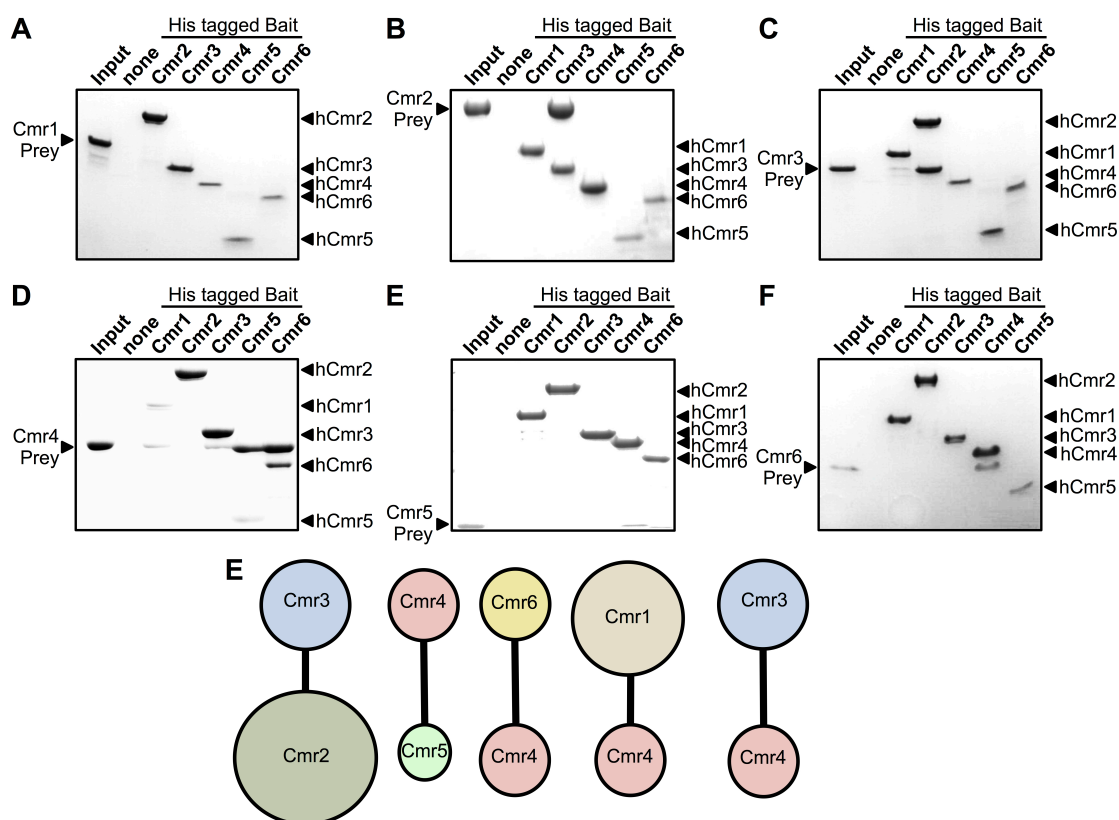 A
His tagged Bait
Input none Cmr2 Cmr3 Cmr4 Cmr5 Cmr6
Cmr1
Prey
hCmr2
hCmr3
hCmr4
hCmr6
hCmr5
B
His tagged Bait
Input none Cmr1 Cmr3 Cmr4 Cmr5 Cmr6
Cmr2
Prey
hCmr1
hCmr3
hCmr4
hCmr6
hCmr5
C
His tagged Bait
Input none Cmr1 Cmr2 Cmr4 Cmr5 Cmr6
Cmr3
Prey
hCmr2
hCmr1
hCmr4
hCmr6
hCmr5
D
His tagged Bait
Input none Cmr1 Cmr2 Cmr3 Cmr5 Cmr6
Cmr4
Prey
hCmr2
hCmr1
hCmr3
hCmr6
hCmr5
E
His tagged Bait
Input none Cmr1 Cmr2 Cmr3 Cmr4 Cmr6
Cmr5
Prey
hCmr2
hCmr1
hCmr3
hCmr4
hCmr6
F
His tagged Bait
Input none Cmr1 Cmr2 Cmr3 Cmr4 Cmr5
Cmr6
Prey
hCmr2
hCmr1
hCmr3
hCmr4
hCmr5
E
Cmr3 Cmr4 Cmr6 Cmr1 Cmr3
Cmr2 Cmr5 Cmr4 Cmr4 Cmr4